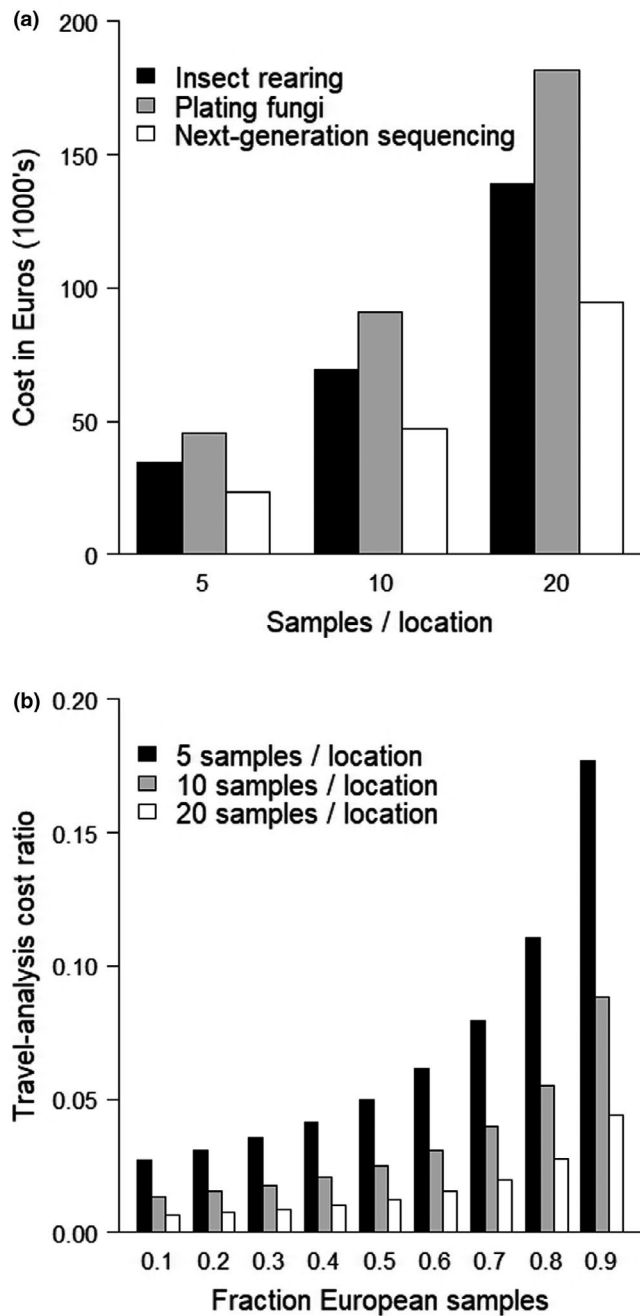 (a)
200
150
100
50
0
Cost in Euros (1000's)
Insect rearing
Plating fungi
Next-generation sequencing
5 10 20
Samples / location
(b)
0.20
0.15
0.10
0.05
0.00
Travel-analysis cost ratio
5 samples / location
10 samples / location
20 samples / location
0.1 0.2 0.3 0.4 0.5 0.6 0.7 0.8 0.9
Fraction European samples